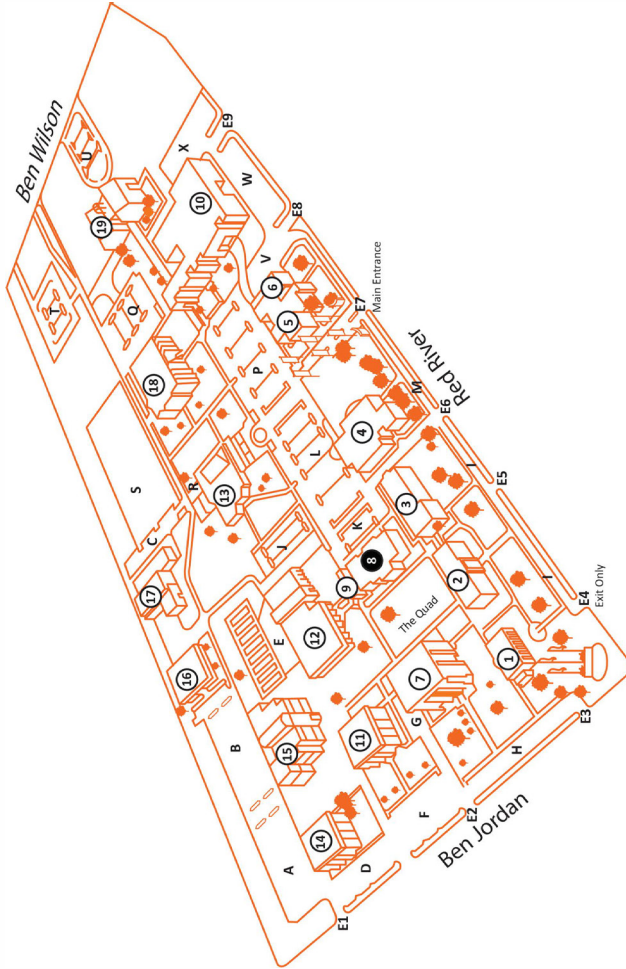 Ben Wilson
U
X
E9
19
W
10
T
E8
Q
V
6
E7
Main Entrance
5
18
P
Red River
M
S
R
4
E6
L
13
I
C
3
E5
K
J
17
8
9
2
I
The Quad
E4
Exit Only
12
E
16
1
7
B
15
G
11
E3
H
F
14
E2
A
D
Ben Jordan
E1